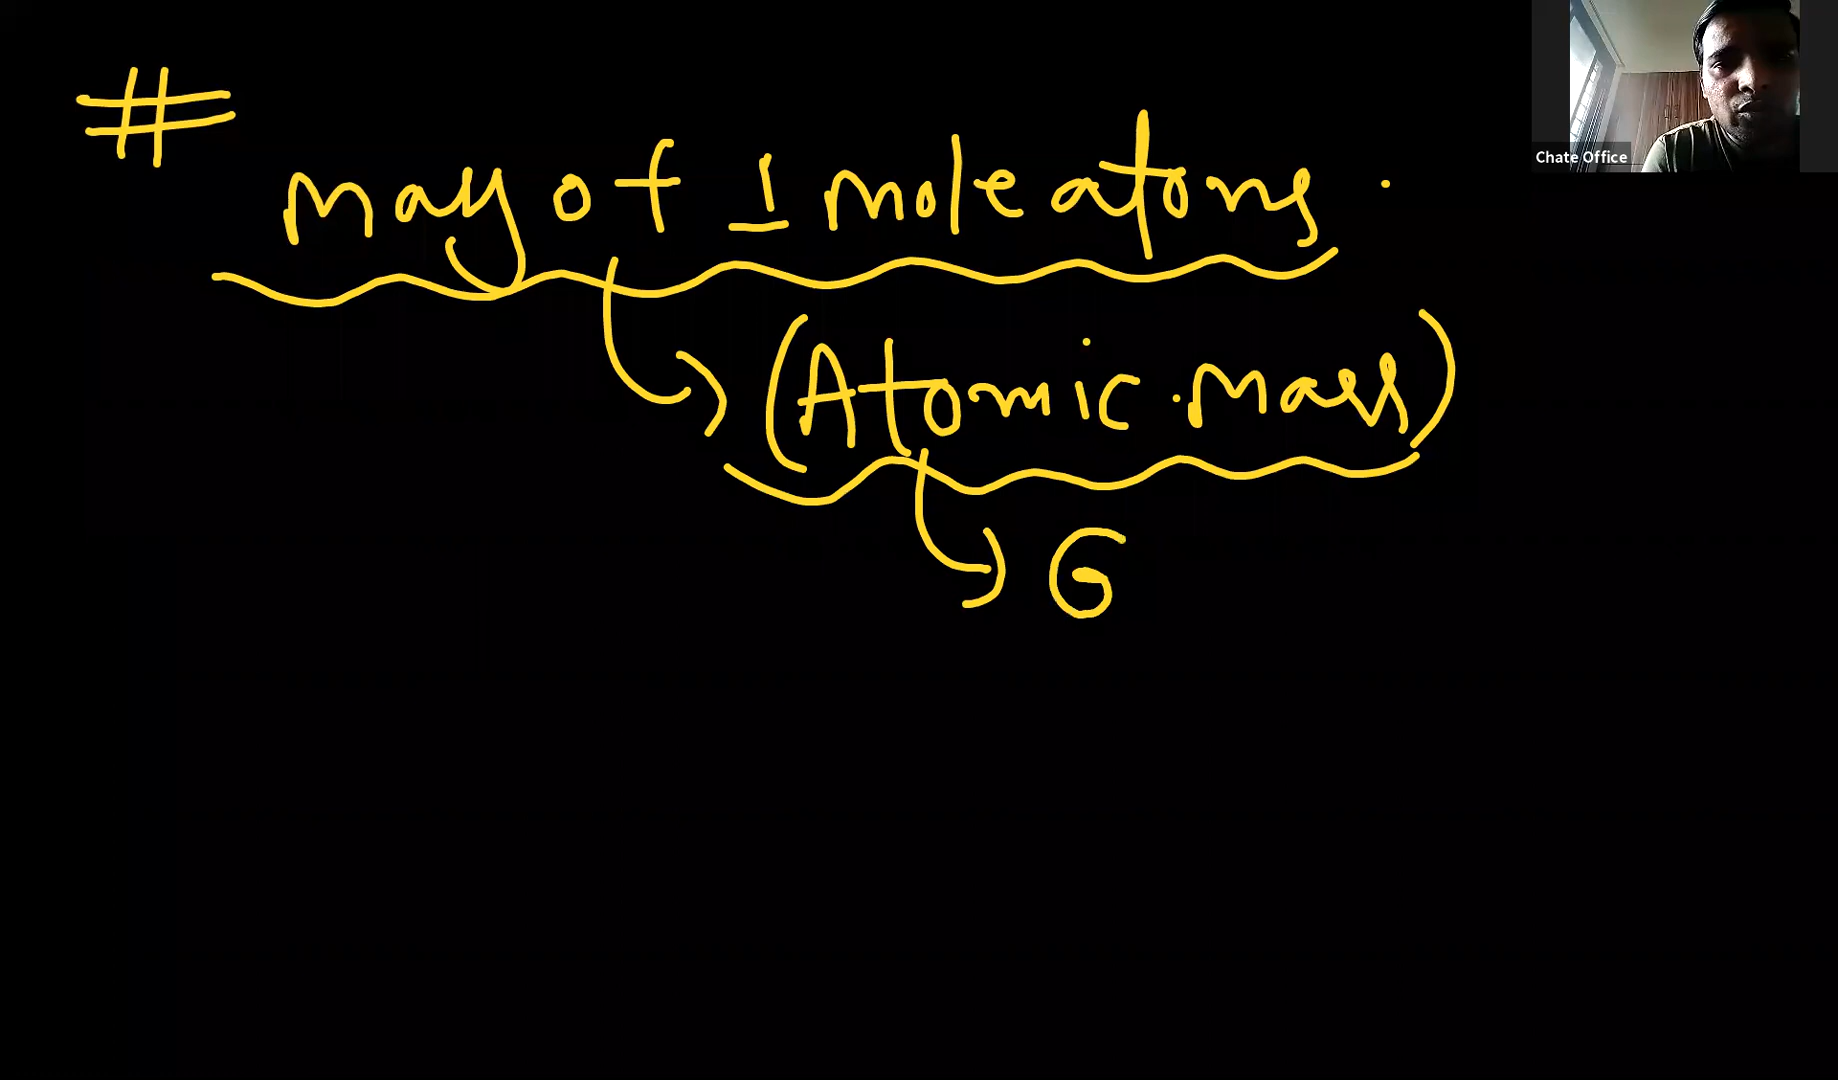 #
mass of 1 mole atoms.
Chate Office
(Atomic. Mass)
G